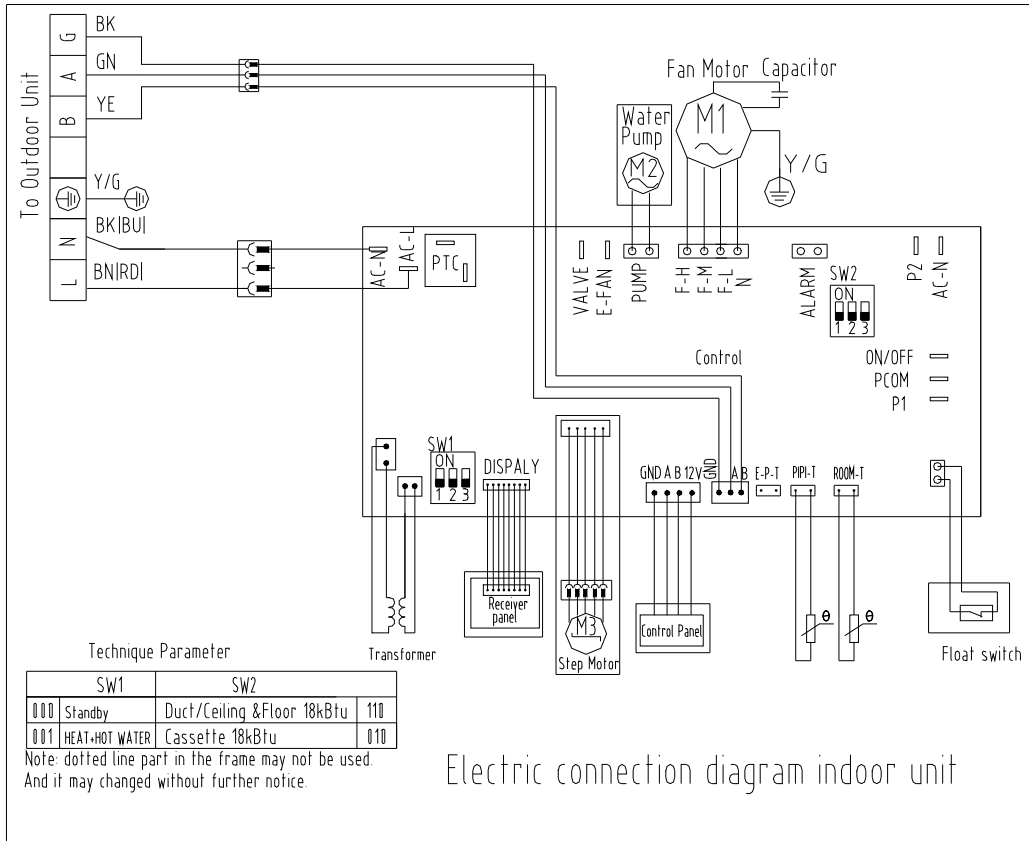 To Outdoor Unit
G
BK
A
GN
B
YE
Y/G
N
BK|BU|
L
BN|RD|
Fan Motor
Capacitor
M1
Y/G
Water
Pump
M2
AC-N
AC-L
PTC
VALVE
E-FAN
PUMP
F-H
F-M
F-L
N
ALARM
P2
AC-N
SW2
ON
1 2 3
Control
ON/OFF
PCOM
P1
SW1
ON
1 2 3
DISPALY
GND A B 12V
GND
A B
E-P-T
PIPI-T
ROOM-T
Receiver
panel
M3
Step Motor
Control Panel
θ
θ
Float switch
Transformer
Technique Parameter
SW1
SW2
000
Standby
Duct/Ceiling &Floor 18kBtu
110
001
HEAT+HOT WATER
Cassette 18kBtu
010
Note: dotted line part in the frame may not be used.
And it may changed without further notice.
Electric connection diagram indoor unit